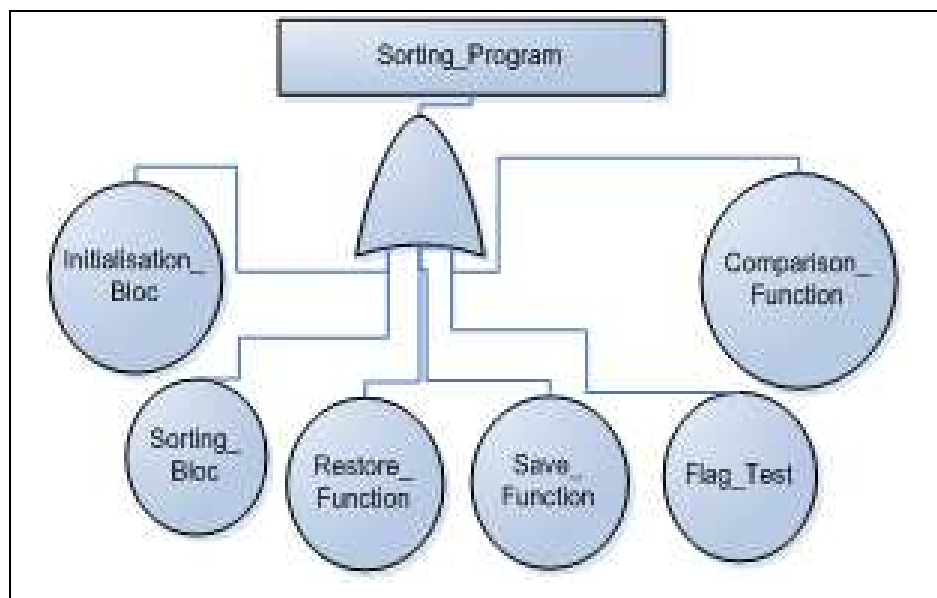 Sorting_Program
Initialisation_
Bloc
Comparison_
Function
Sorting_
Bloc
Restore_
Function
Save_
Function
Flag_Test